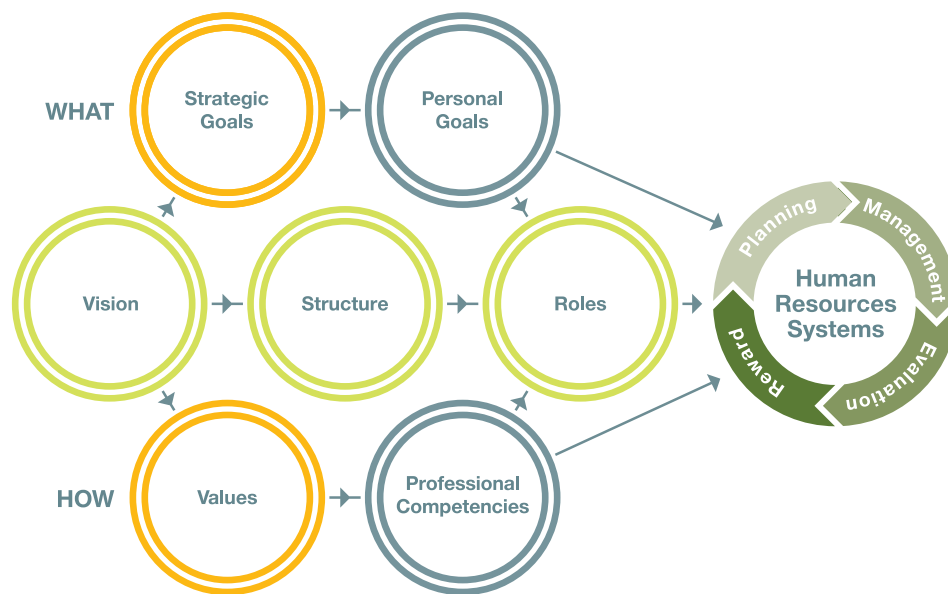 WHAT
Strategic
Goals
Personal
Goals
Vision
Structure
Roles
HOW
Values
Professional
Competencies
Planning
Management
Evaluation
Reward
Human
Resources
Systems